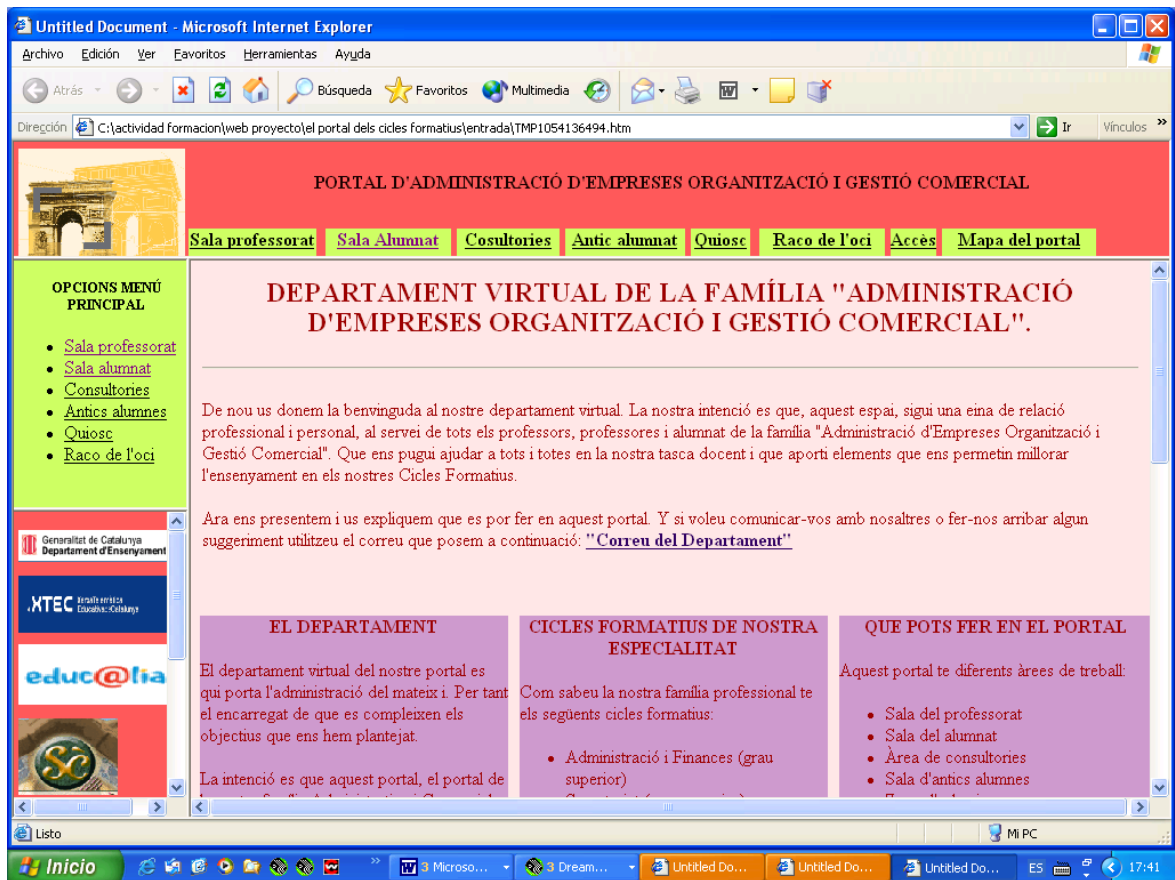 Untitled Document - Microsoft Internet Explorer
Archivo Edición Ver Favoritos Herramientas Ayuda
Atrás Búsqueda Favoritos Multimedia
Dirección C:\actividad formacion\web proyecto\el portal dels cicles formatius\entrada\TMP1054136494.htm Ir Vínculos »
PORTAL D'ADMINISTRACIÓ D'EMPRESES ORGANITZACIÓ I GESTIÓ COMERCIAL
Sala professorat Sala Alumnat Cosultories Antic alumnat Quiosc Raco de l'oci Accès Mapa del portal
OPCIONS MENÚ
PRINCIPAL
Sala professorat
Sala alumnat
Consultories
Antics alumnes
Quiosc
Raco de l'oci
Generalitat de Catalunya
Departament d'Ensenyament
.XTEC
educ@lia
DEPARTAMENT VIRTUAL DE LA FAMÍLIA "ADMINISTRACIÓ
D'EMPRESES ORGANITZACIÓ I GESTIÓ COMERCIAL".
De nou us donem la benvinguda al nostre departament virtual. La nostra intenció es que, aquest espai, sigui una eina de relació
professional i personal, al servei de tots els professors, professores i alumnat de la família "Administració d'Empreses Organització i
Gestió Comercial". Que ens pugui ajudar a tots i totes en la nostra tasca docent i que aporti elements que ens permetin millorar
l'ensenyament en els nostres Cicles Formatius.
Ara ens presentem i us expliquem que es por fer en aquest portal. Y si voleu comunicar-vos amb nosaltres o fer-nos arribar algun
suggeriment utilitzeu el correu que posem a continuació: "Correu del Departament"
EL DEPARTAMENT
El departament virtual del nostre portal es
qui porta l'administració del mateix i. Per tant
el encarregat de que es compleixen els
objectius que ens hem plantejat.
La intenció es que aquest portal, el portal de
CICLES FORMATIUS DE NOSTRA
ESPECIALITAT
Com sabeu la nostra família professional te
els següents cicles formatius:
Administració i Finances (grau
superior)
QUE POTS FER EN EL PORTAL
Aquest portal te diferents àrees de treball:
Sala del professorat
Sala del alumnat
Àrea de consultories
Sala d'antics alumnes
Listo Mi PC
Inicio » 3 Microso... 3 Dream... Untitled Do... Untitled Do... Untitled Do... ES 17:41